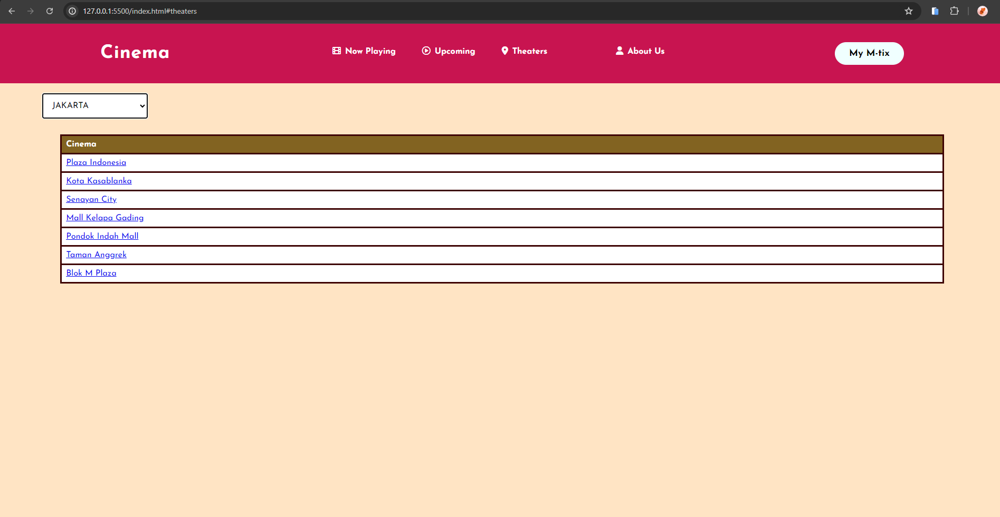 127.0.0.1:5500/index.html#theaters
Cinema
Now Playing
Upcoming
Theaters
About Us
My M-tix
JAKARTA
Cinema
Plaza Indonesia
Kota Kasablanka
Senayan City
Mall Kelapa Gading
Pondok Indah Mall
Taman Anggrek
Blok M Plaza